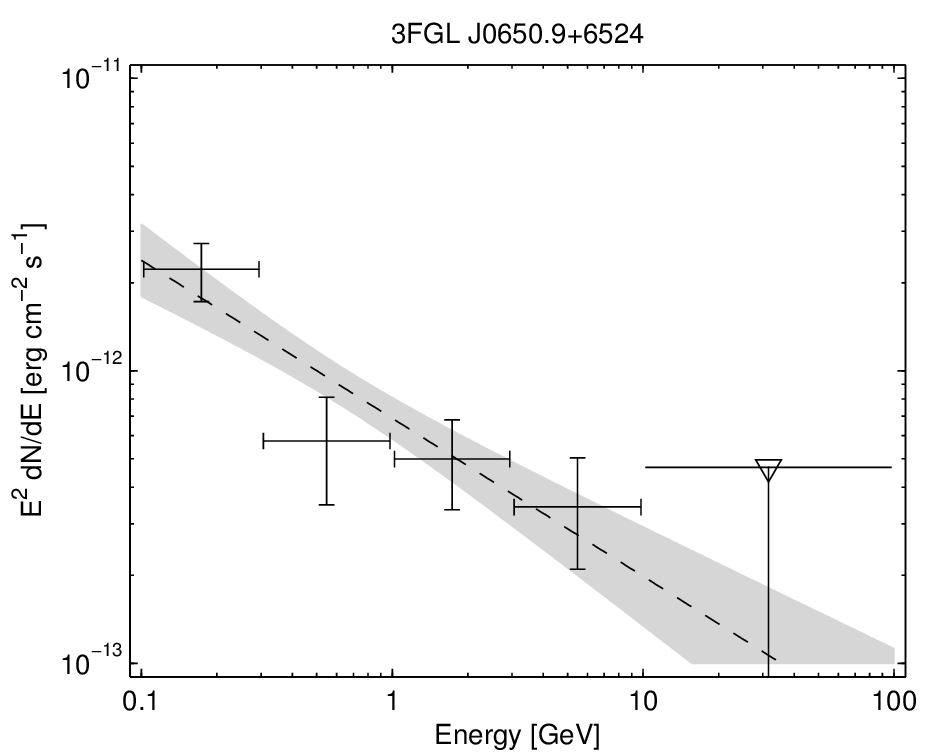 3FGL J0650.9+6524
10⁻¹¹
10⁻¹²
10⁻¹³
E² dN/dE [erg cm⁻² s⁻¹]
0.1 1 10 100
Energy [GeV]